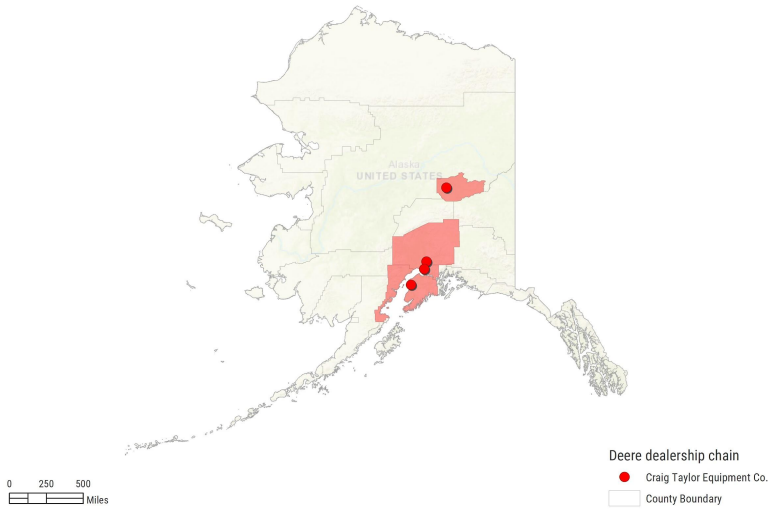 Alaska
UNITED STATES
0 250 500
Miles
Deere dealership chain
Craig Taylor Equipment Co.
County Boundary